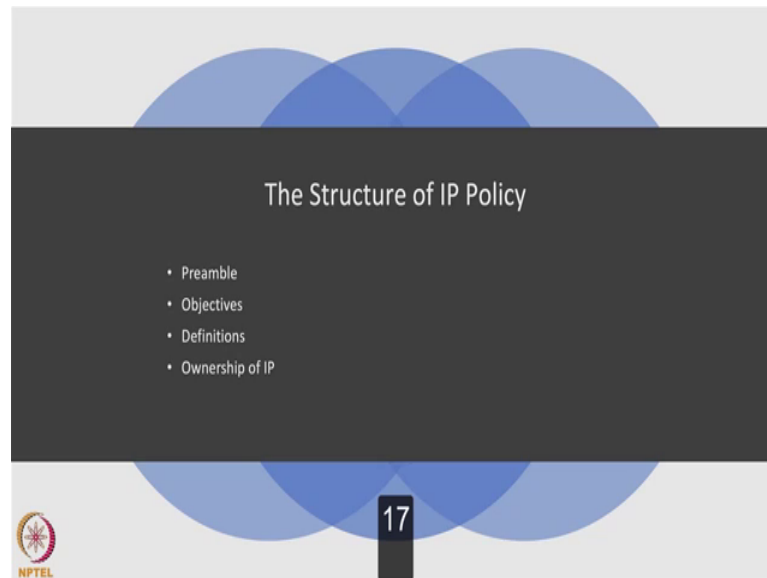 The Structure of IP Policy
• Preamble
• Objectives
• Definitions
• Ownership of IP
17
NPTEL